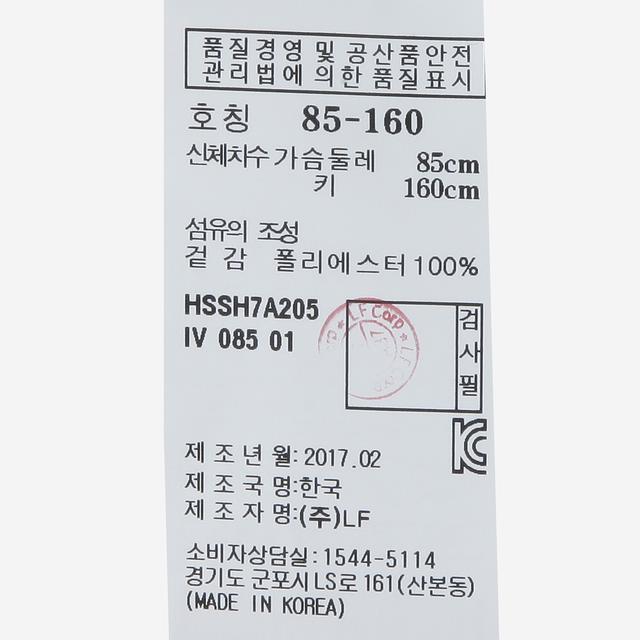 품질경영 및 공산품안전
관리법에 의한 품질표시
호칭 85-160
신체치수 가슴둘레 85cm
키 160cm
섬유의 조성
겉감 폴리에스터 100%
HSSH7A205
IV 085 01
LF Corp * LF Corp
검사필
제조년월: 2017.02
제조국명:한국
제조자명:(주)LF
소비자상담실:1544-5114
경기도 군포시 LS로 161(산본동)
(MADE IN KOREA)